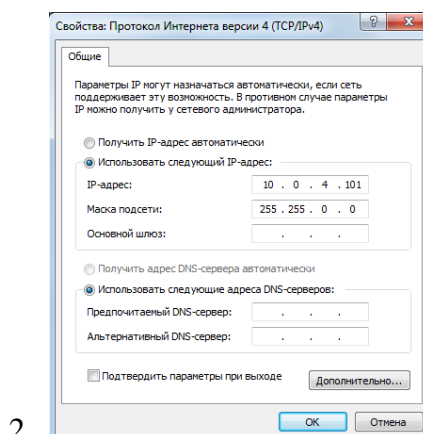 Свойства: Протокол Интернета версии 4 (TCP/IPv4)
Общие
Параметры IP могут назначаться автоматически, если сеть
поддерживает эту возможность. В противном случае параметры
IP можно получить у сетевого администратора.
Получить IP-адрес автоматически
Использовать следующий IP-адрес:
IP-адрес: 10 . 0 . 4 . 101
Маска подсети: 255 . 255 . 0 . 0
Основной шлюз: . . .
Получить адрес DNS-сервера автоматически
Использовать следующие адреса DNS-серверов:
Предпочитаемый DNS-сервер: . . .
Альтернативный DNS-сервер: . . .
Подтвердить параметры при выходе
Дополнительно...
ОК Отмена
2